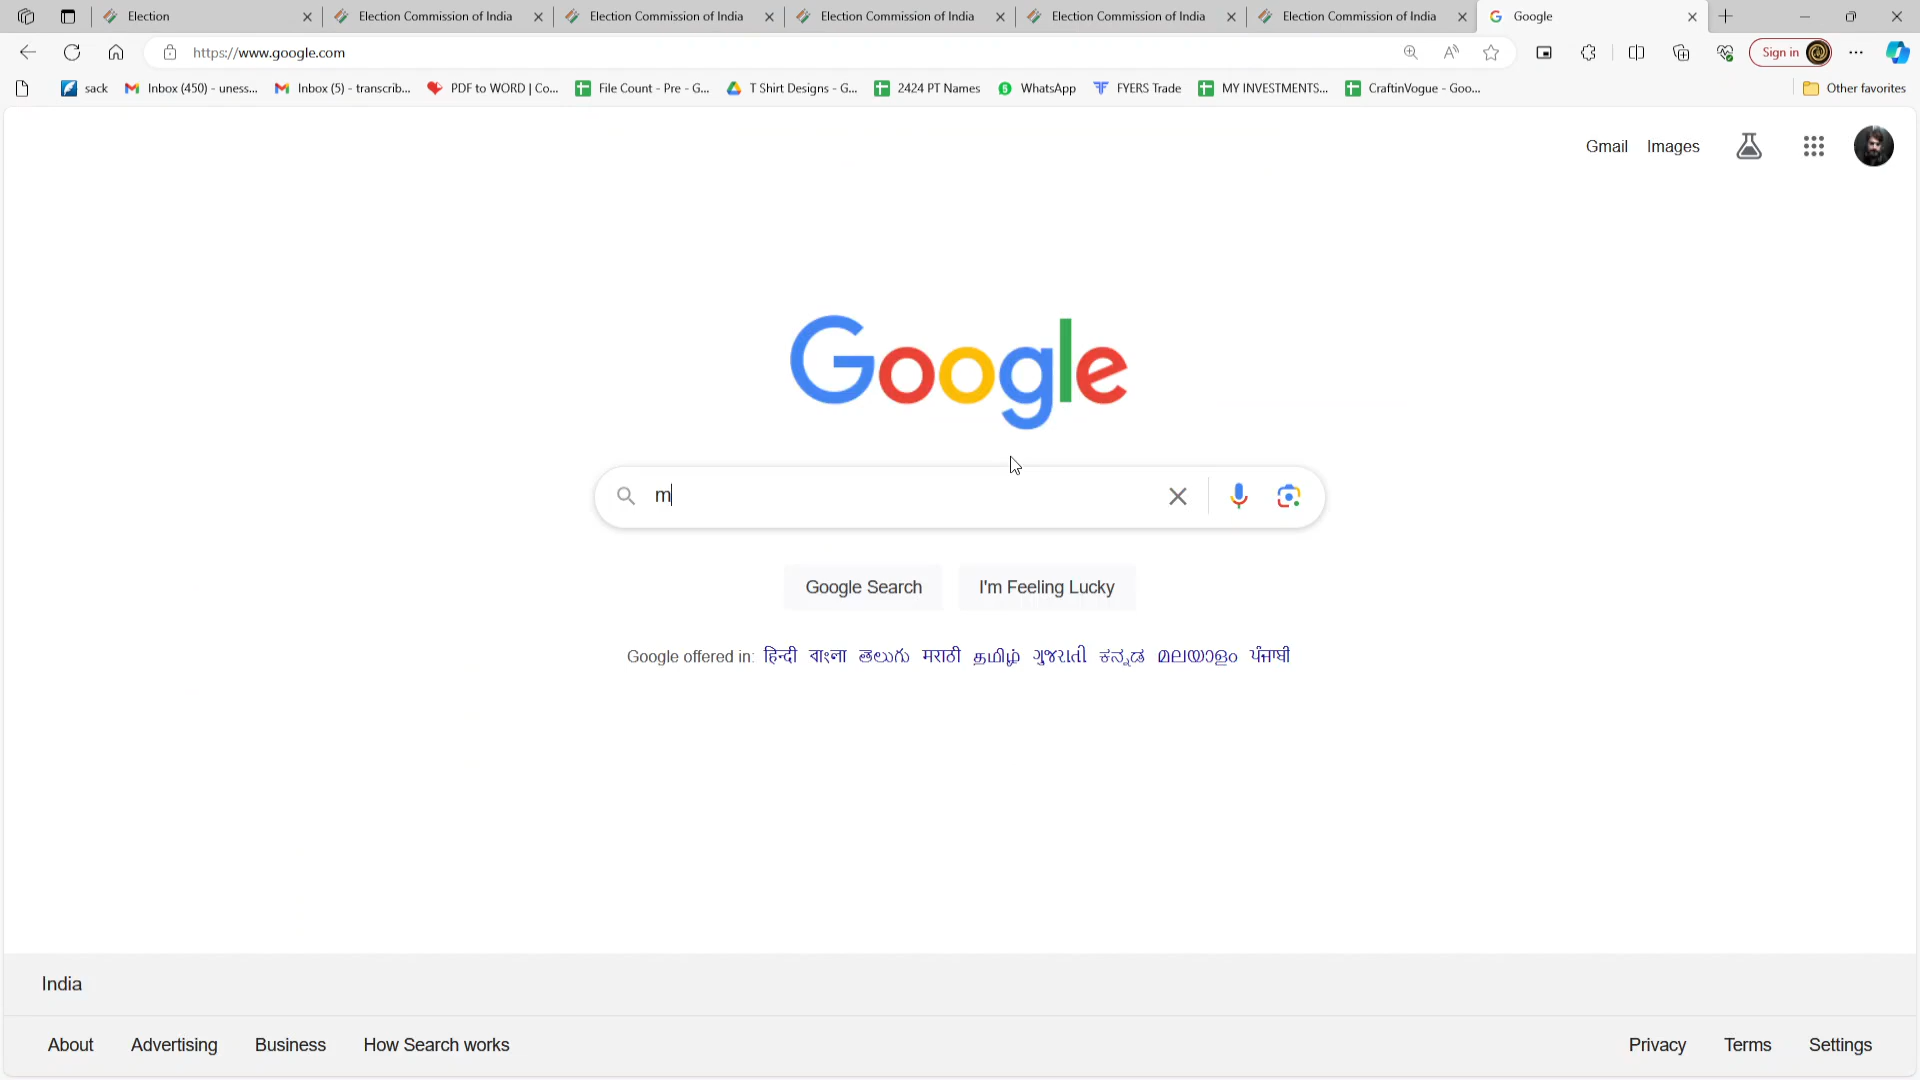 Election
Election Commission of India
Election Commission of India
Election Commission of India
Election Commission of India
Election Commission of India
Google
https://www.google.com
Sign in
sack
Inbox (450) - uness...
Inbox (5) - transcrib...
PDF to WORD | Co...
File Count - Pre - G...
T Shirt Designs - G...
2424 PT Names
5
WhatsApp
FYERS Trade
MY INVESTMENTS...
CraftinVogue - Goo...
Other favorites
Gmail
Images
Google
m
Google Search
I'm Feeling Lucky
Google offered in: हिन्दी বাংলা తెలుగు मराठी தமிழ் ગુજરાતી ಕನ್ನಡ മലയാളം ਪੰਜਾਬੀ
India
About
Advertising
Business
How Search works
Privacy
Terms
Settings